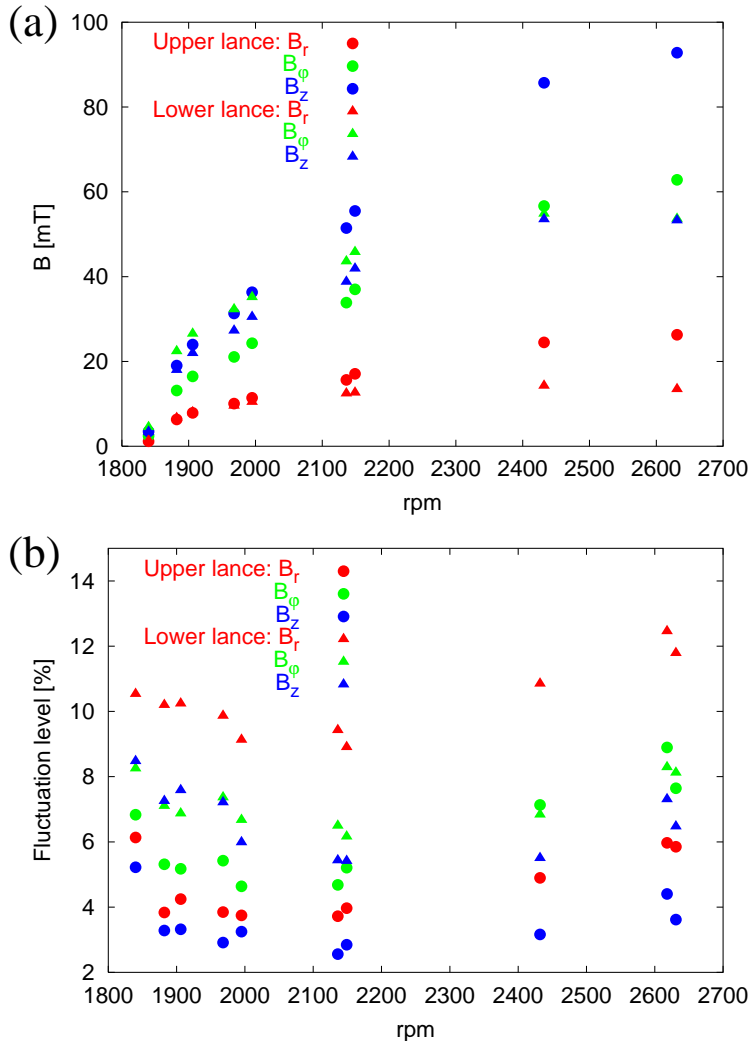 (a)
100
80
60
40
20
0
B [mT]
Upper lance: B_r
B_φ
B_z
Lower lance: B_r
B_φ
B_z
1800 1900 2000 2100 2200 2300 2400 2500 2600 2700
rpm
(b)
14
12
10
8
6
4
2
Fluctuation level [%]
Upper lance: B_r
B_φ
B_z
Lower lance: B_r
B_φ
B_z
1800 1900 2000 2100 2200 2300 2400 2500 2600 2700
rpm